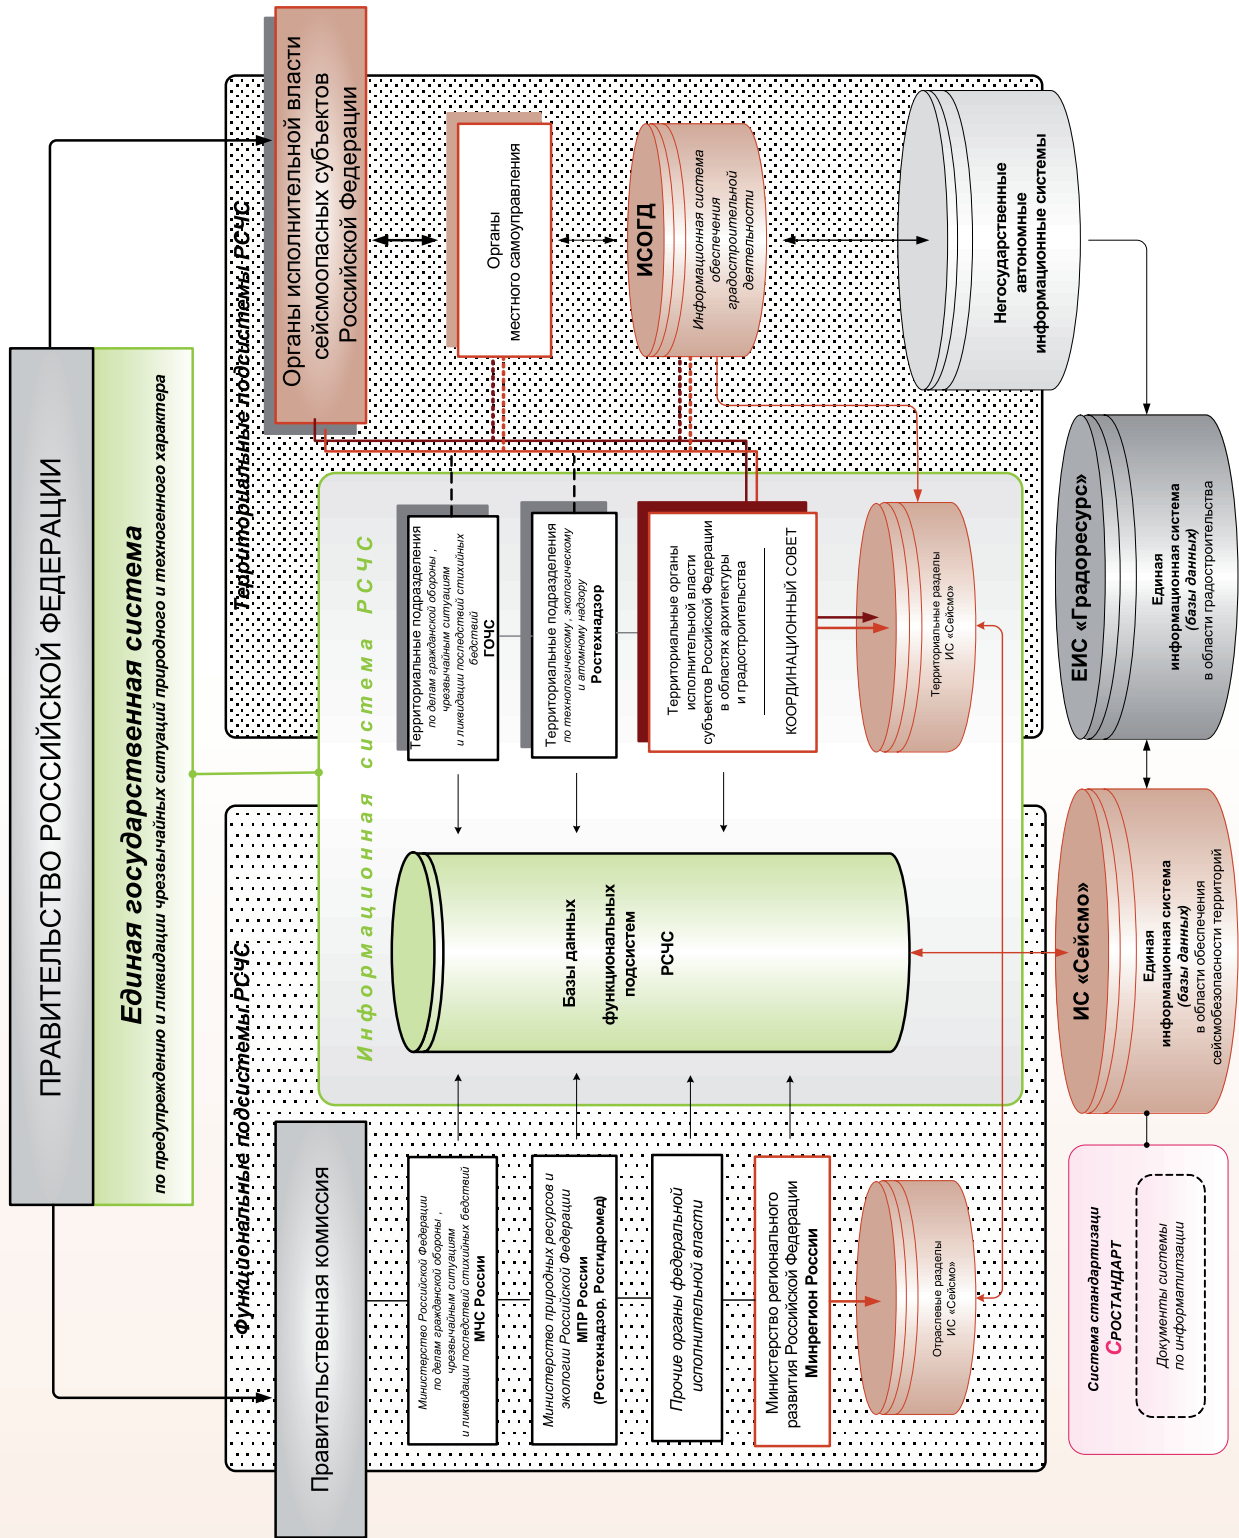 ПРАВИТЕЛЬСТВО РОССИЙСКОЙ ФЕДЕРАЦИИ
Единая государственная система
по предупреждению и ликвидации чрезвычайных ситуаций природного и техногенного характера
Функциональные подсистемы РСЧС
Территориальные подсистемы РСЧС
Правительственная комиссия
Органы исполнительной власти
сейсмоопасных субъектов
Российской Федерации
Информационная система РСЧС
Министерство Российской Федерации
по делам гражданской обороны ,
чрезвычайным ситуациям
и ликвидации последствий стихийных бедствий
МЧС России
Министерство природных ресурсов и
экологии Российской Федерации
МПР России
(Ростехнадзор, Росгидромед)
Прочие органы федеральной
исполнительной власти
Министерство регионального
развития Российской Федерации
Минрегион России
Отраслевые разделы
ИС «Сейсмо»
Базы данных
функциональных
подсистем
РСЧС
Территориальные подразделения
по делам гражданской обороны ,
чрезвычайным ситуациям
и ликвидации последствий стихийных
бедствий
ГОЧС
Территориальные подразделения
по технологическому , экологическому
и атомному надзору
Ростехнадзор
Территориальные органы
исполнительной власти
субъектов Российской Федерации
в областях архитектуры
и градостроительства
КООРДИНАЦИОННЫЙ СОВЕТ
Территориальные разделы
ИС «Сейсмо»
Органы
местного самоуправления
ИСОГД
Информационная система
обеспечения
градостроительной
деятельности
Негосударственные
автономные
информационные системы
Система стандартизаци
СРОСТАНДАРТ
Документы системы
по информатизации
ИС «Сейсмо»
Единая
информационная система
(базы данных)
в области обеспечения
сейсмобезопасности территорий
ЕИС «Градоресурс»
Единая
информационная система
(базы данных)
в области градостроительства